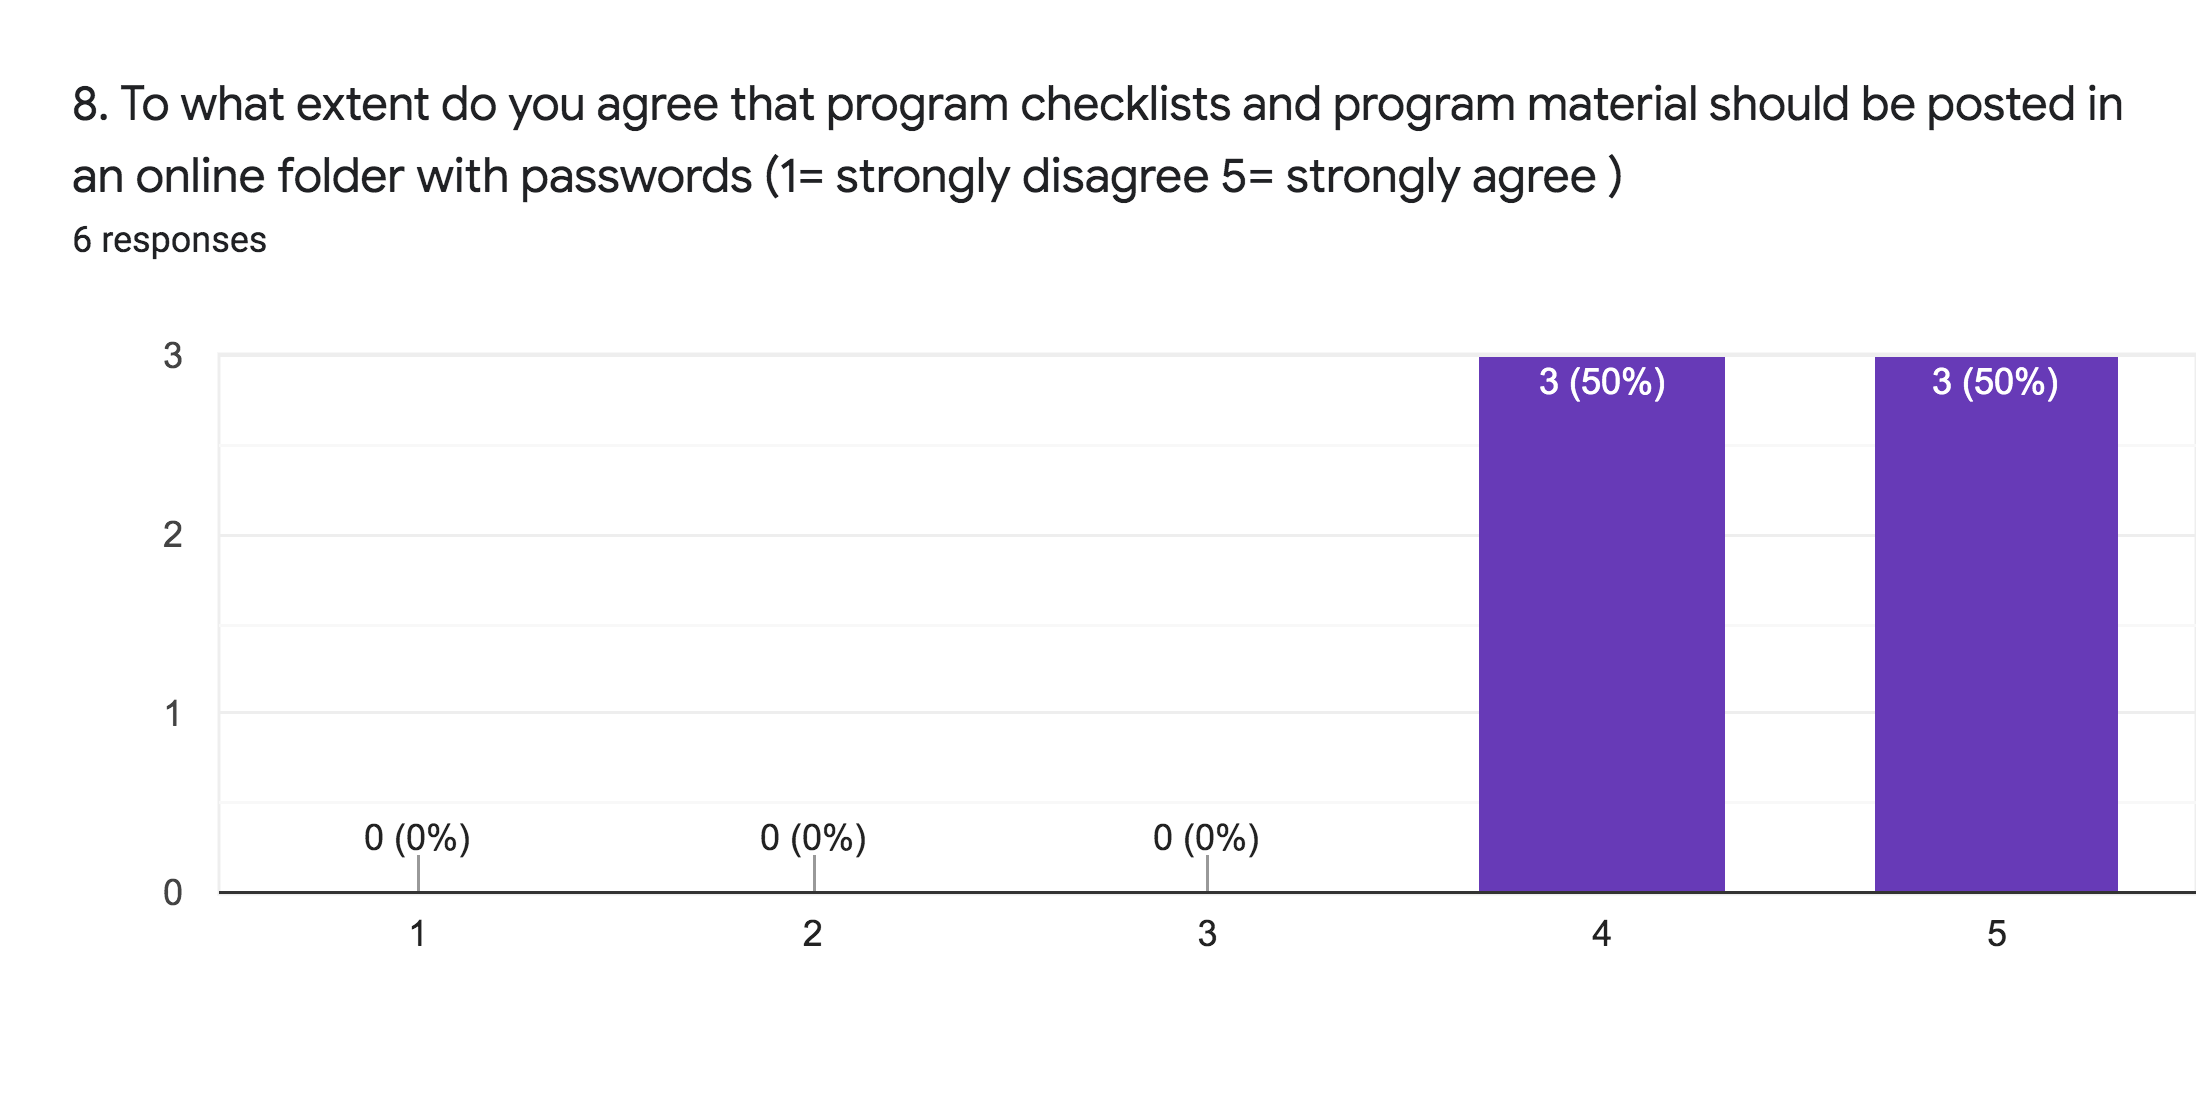 8. To what extent do you agree that program checklists and program material should be posted in
an online folder with passwords (1= strongly disagree 5= strongly agree )
6 responses
3
3 (50%) 3 (50%)
2
1
0 (0%) 0 (0%) 0 (0%)
0
1 2 3 4 5